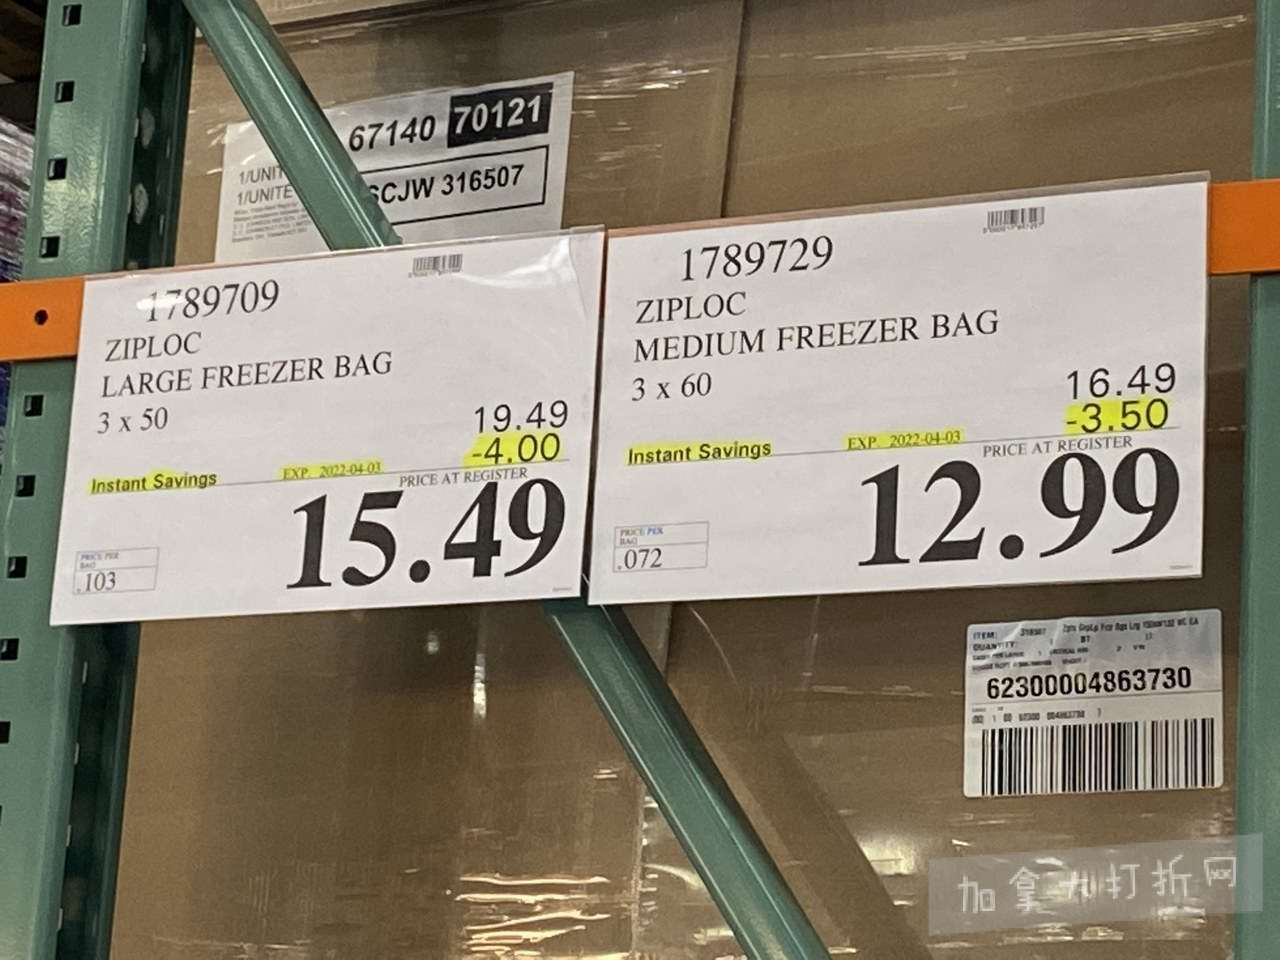 67140 70121
1/UNIT
1/UNITE
SCJW 316507
1789709
ZIPLOC
LARGE FREEZER BAG
3 x 50
19.49
-4.00
Instant Savings
EXP. 2022-04-03
PRICE AT REGISTER
15.49
PRICE PER
BAG
.103
1789729
ZIPLOC
MEDIUM FREEZER BAG
3 x 60
16.49
-3.50
Instant Savings
EXP. 2022-04-03
PRICE AT REGISTER
12.99
PRICE PER
BAG
.072
ITEM:
QUANTITY:
62300004863730
加拿大打折网